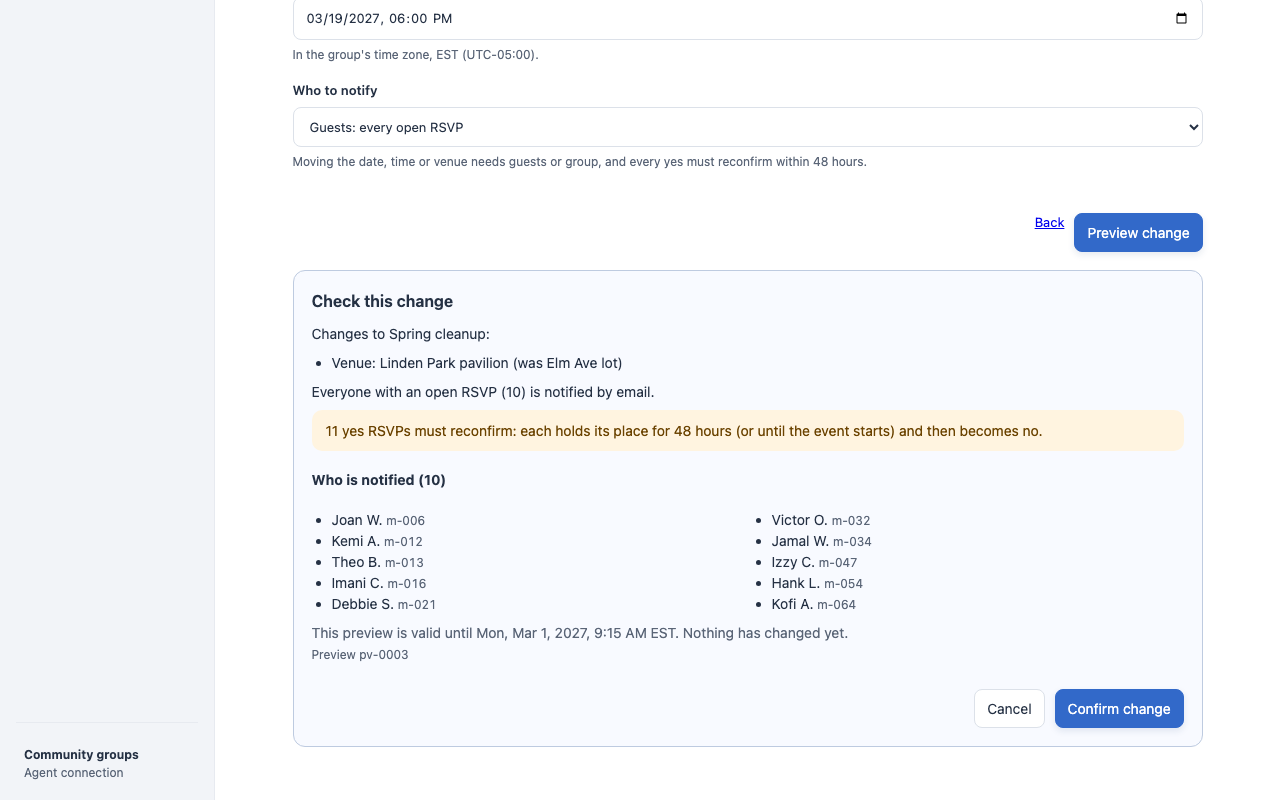 03/19/2027, 06:00 PM
In the group's time zone, EST (UTC-05:00).
Who to notify
Guests: every open RSVP
Moving the date, time or venue needs guests or group, and every yes must reconfirm within 48 hours.
Back
Preview change
Check this change
Changes to Spring cleanup:
Venue: Linden Park pavilion (was Elm Ave lot)
Everyone with an open RSVP (10) is notified by email.
11 yes RSVPs must reconfirm: each holds its place for 48 hours (or until the event starts) and then becomes no.
Who is notified (10)
Joan W. m-006
Kemi A. m-012
Theo B. m-013
Imani C. m-016
Debbie S. m-021
Victor O. m-032
Jamal W. m-034
Izzy C. m-047
Hank L. m-054
Kofi A. m-064
This preview is valid until Mon, Mar 1, 2027, 9:15 AM EST. Nothing has changed yet.
Preview pv-0003
Cancel
Confirm change
Community groups
Agent connection